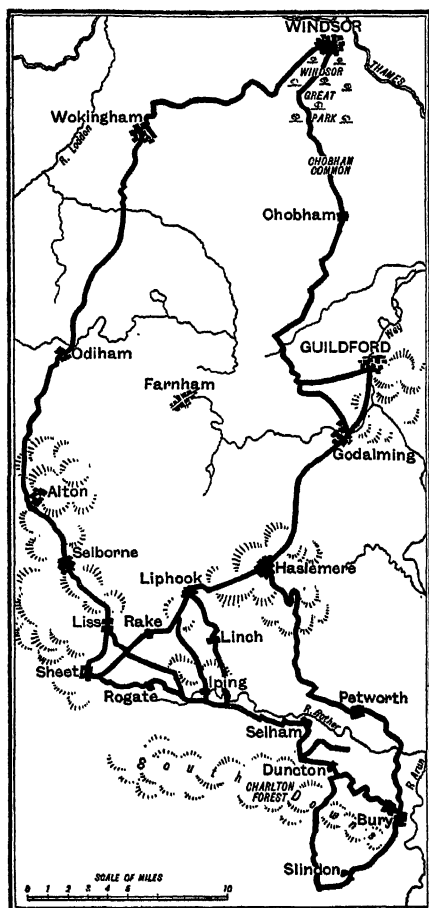 WINDSOR
WINDSOR
GREAT
PARK
THAMES
Wokingham
R. Loddon
CHOBHAM
COMMON
Chobham
Wey
GUILDFORD
Odiham
Farnham
Godalming
Alton
Selborne
Haslemere
Liphook
Liss
Rake
Linch
Sheet
Rogate
Iping
Petworth
R. Rother
Selham
South
Duncton
CHARLTON
FOREST
Downs
R. Arun
Bury
Slindon
SCALE OF MILES
0 1 2 3 4 5 10